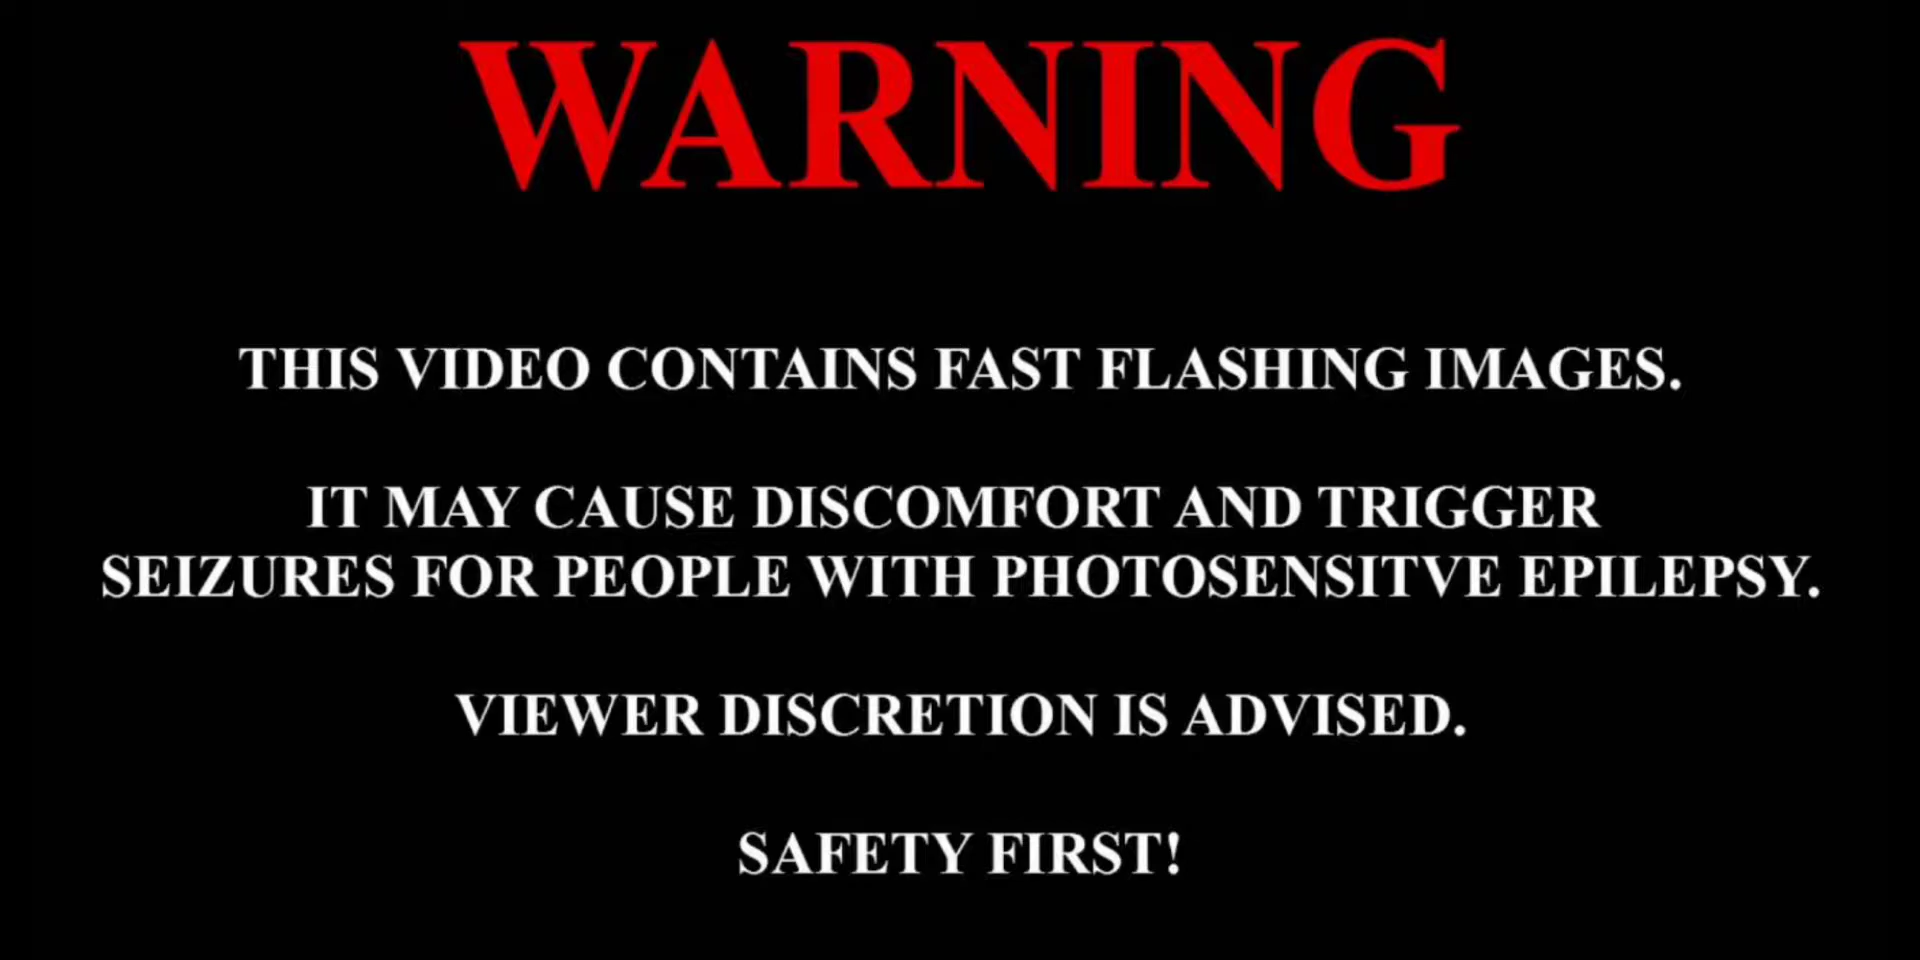 WARNING
THIS VIDEO CONTAINS FAST FLASHING IMAGES.
IT MAY CAUSE DISCOMFORT AND TRIGGER
SEIZURES FOR PEOPLE WITH PHOTOSENSITVE EPILEPSY.
VIEWER DISCRETION IS ADVISED.
SAFETY FIRST!